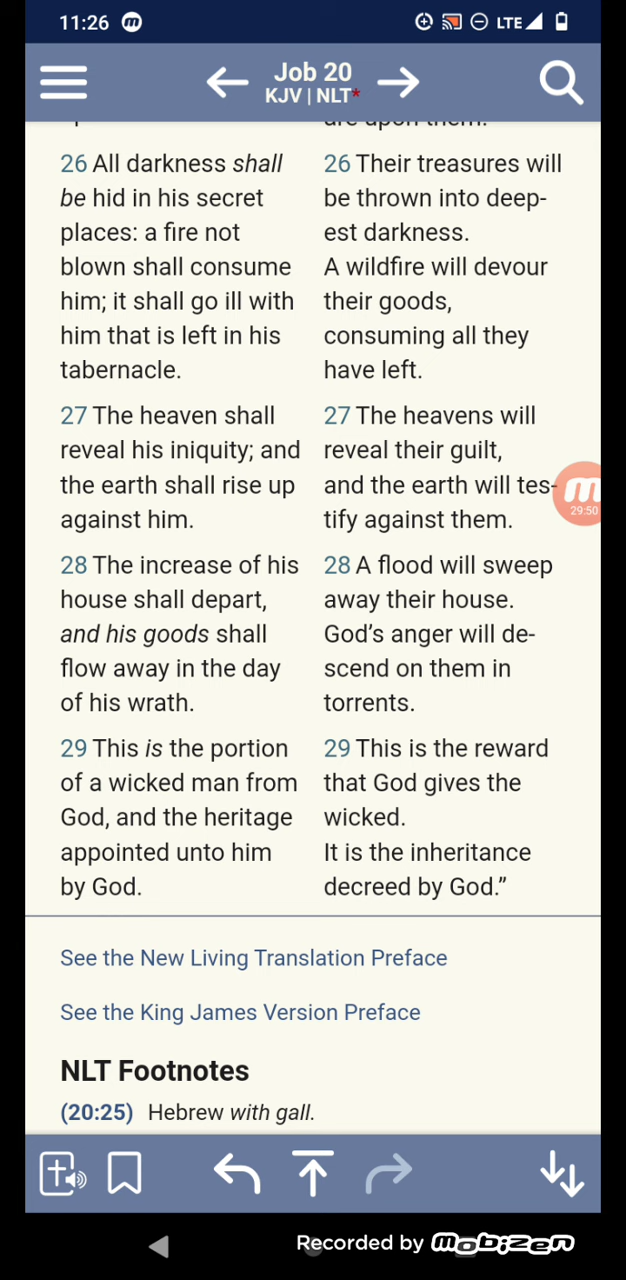 11:26 m LTE
Job 20
KJV | NLT*
are upon them.
26 All darkness shall
be hid in his secret
places: a fire not
blown shall consume
him; it shall go ill with
him that is left in his
tabernacle.
27 The heaven shall
reveal his iniquity; and
the earth shall rise up
against him.
28 The increase of his
house shall depart,
and his goods shall
flow away in the day
of his wrath.
29 This is the portion
of a wicked man from
God, and the heritage
appointed unto him
by God.
26 Their treasures will
be thrown into deep-
est darkness.
A wildfire will devour
their goods,
consuming all they
have left.
27 The heavens will
reveal their guilt,
and the earth will tes-
tify against them.
28 A flood will sweep
away their house.
God’s anger will de-
scend on them in
torrents.
29 This is the reward
that God gives the
wicked.
It is the inheritance
decreed by God.”
m
29:50
See the New Living Translation Preface
See the King James Version Preface
NLT Footnotes
(20:25) Hebrew with gall.
Recorded by mobizen